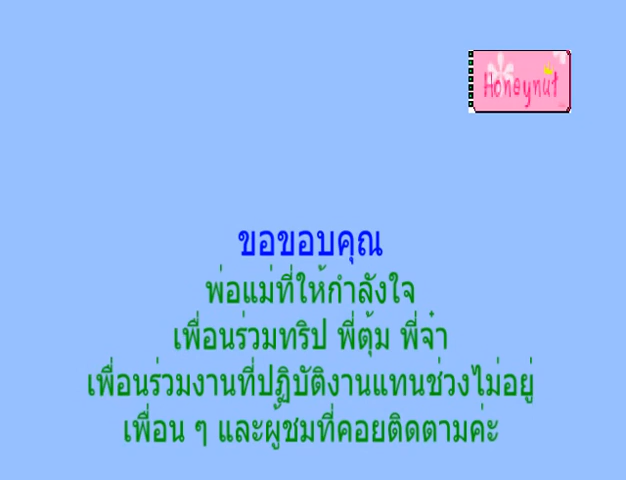 Honeynut
ขอขอบคุณ
พ่อแม่ที่ให้กำลังใจ
เพื่อนร่วมทริป พี่ตุ้ม พี่จ๋า
เพื่อนร่วมงานที่ปฏิบัติงานแทนช่วงไม่อยู่
เพื่อน ๆ และผู้ชมที่คอยติดตามค่ะ